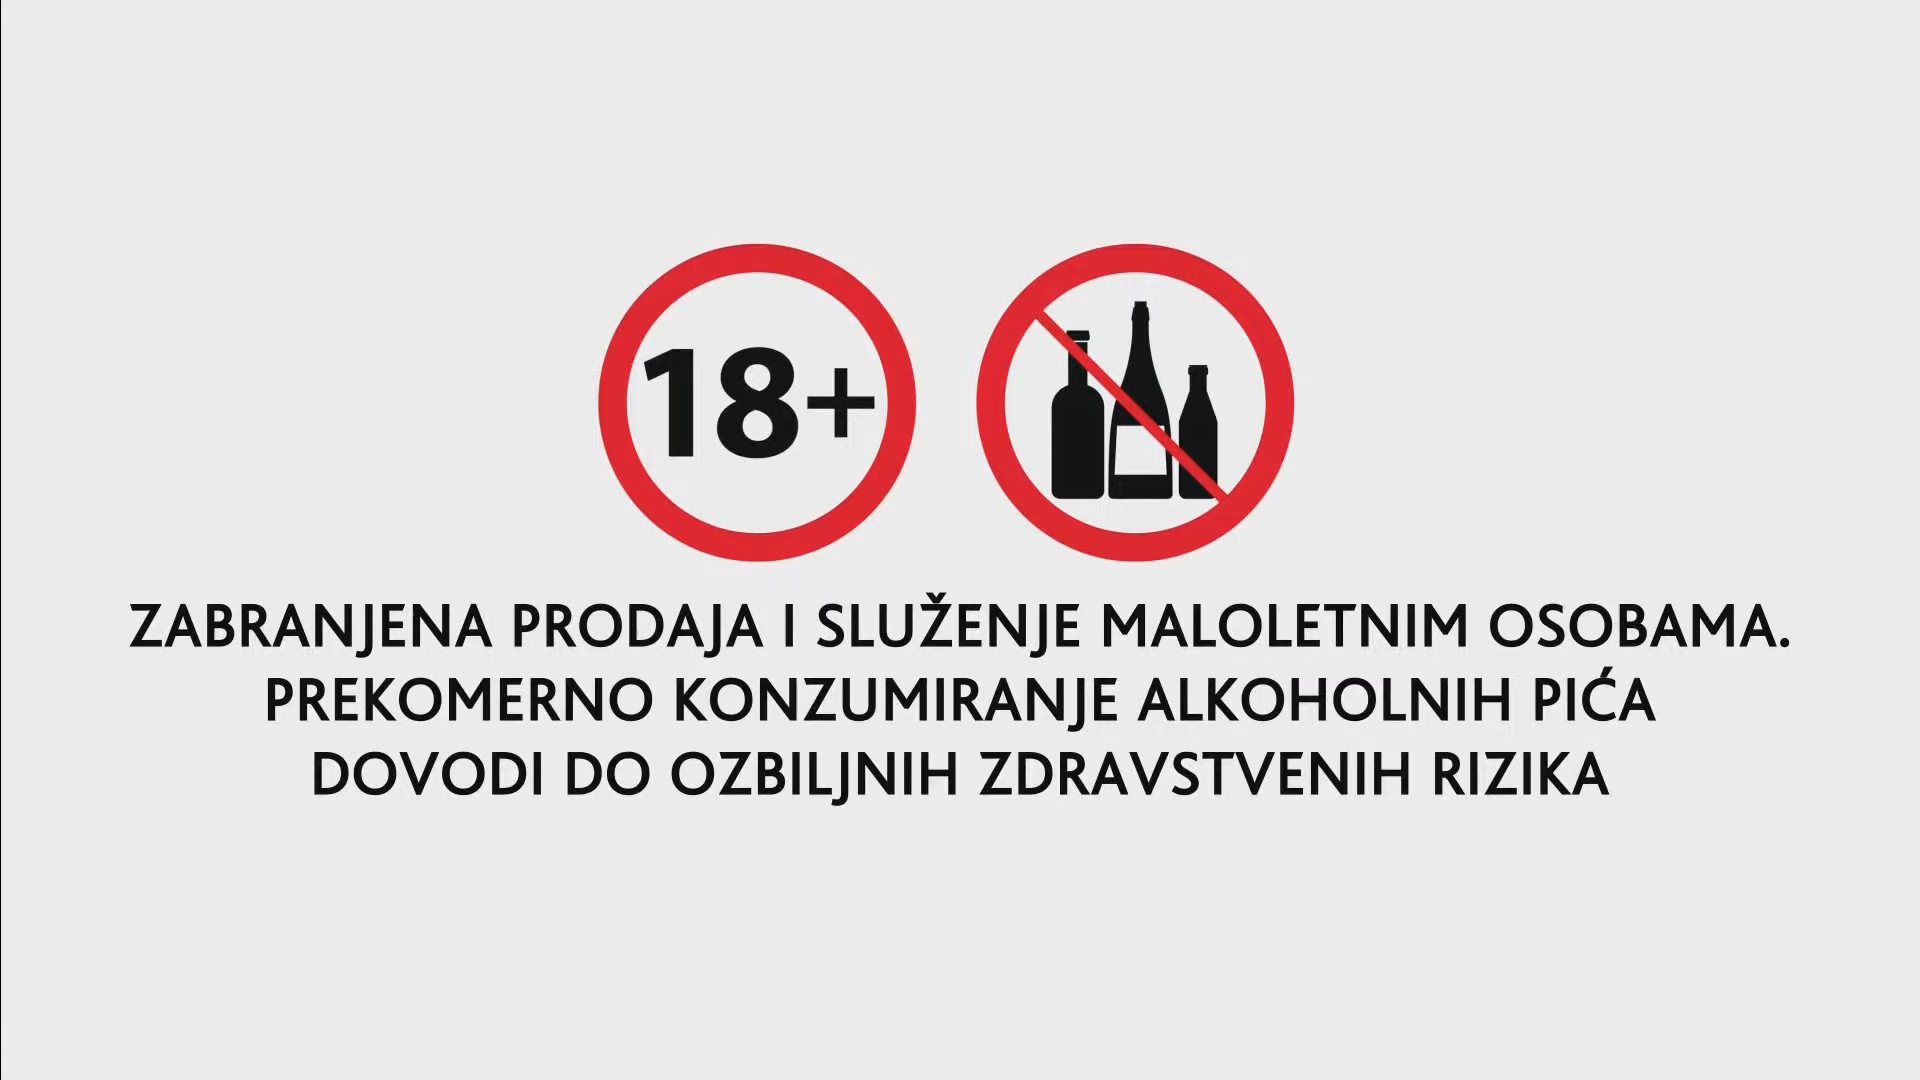 18+
ZABRANJENA PRODAJA I SLUŽENJE MALOLETNIM OSOBAMA.
PREKOMERNO KONZUMIRANJE ALKOHOLNIH PIĆA
DOVODI DO OZBILJNIH ZDRAVSTVENIH RIZIKA